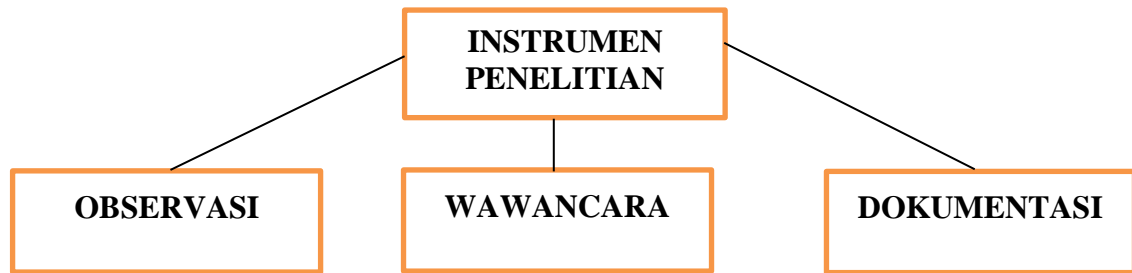 INSTRUMEN
PENELITIAN
OBSERVASI
WAWANCARA
DOKUMENTASI